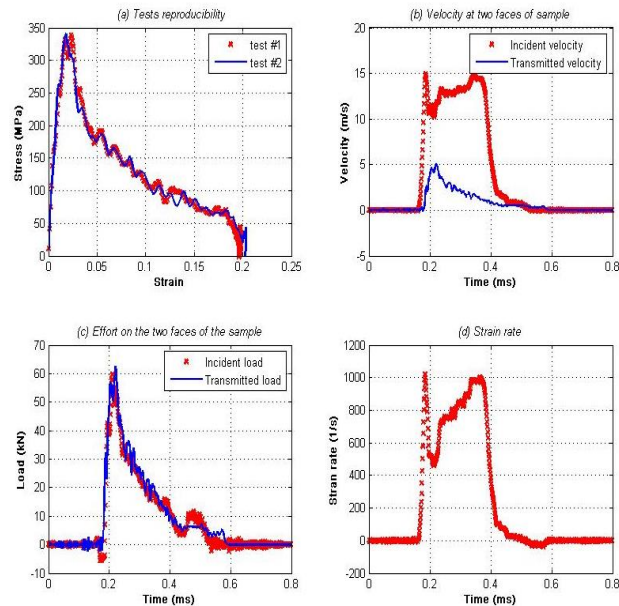 (a) Tests reproducibility
400
350
300
250
200
150
100
50
0
Stress (MPa)
0
0.05
0.1
0.15
0.2
0.25
Strain
test #1
test #2
(b) Velocity at two faces of sample
20
15
10
5
0
-5
Velocity (m/s)
0
0.2
0.4
0.6
0.8
Time (ms)
Incident velocity
Transmitted velocity
(c) Effort on the two faces of the sample
70
60
50
40
30
20
10
0
-10
Load (kN)
0
0.2
0.4
0.6
0.8
Time (ms)
Incident load
Transmitted load
(d) Strain rate
1200
1000
800
600
400
200
0
-200
Stran rate (1/s)
0
0.2
0.4
0.6
0.8
Time (ms)